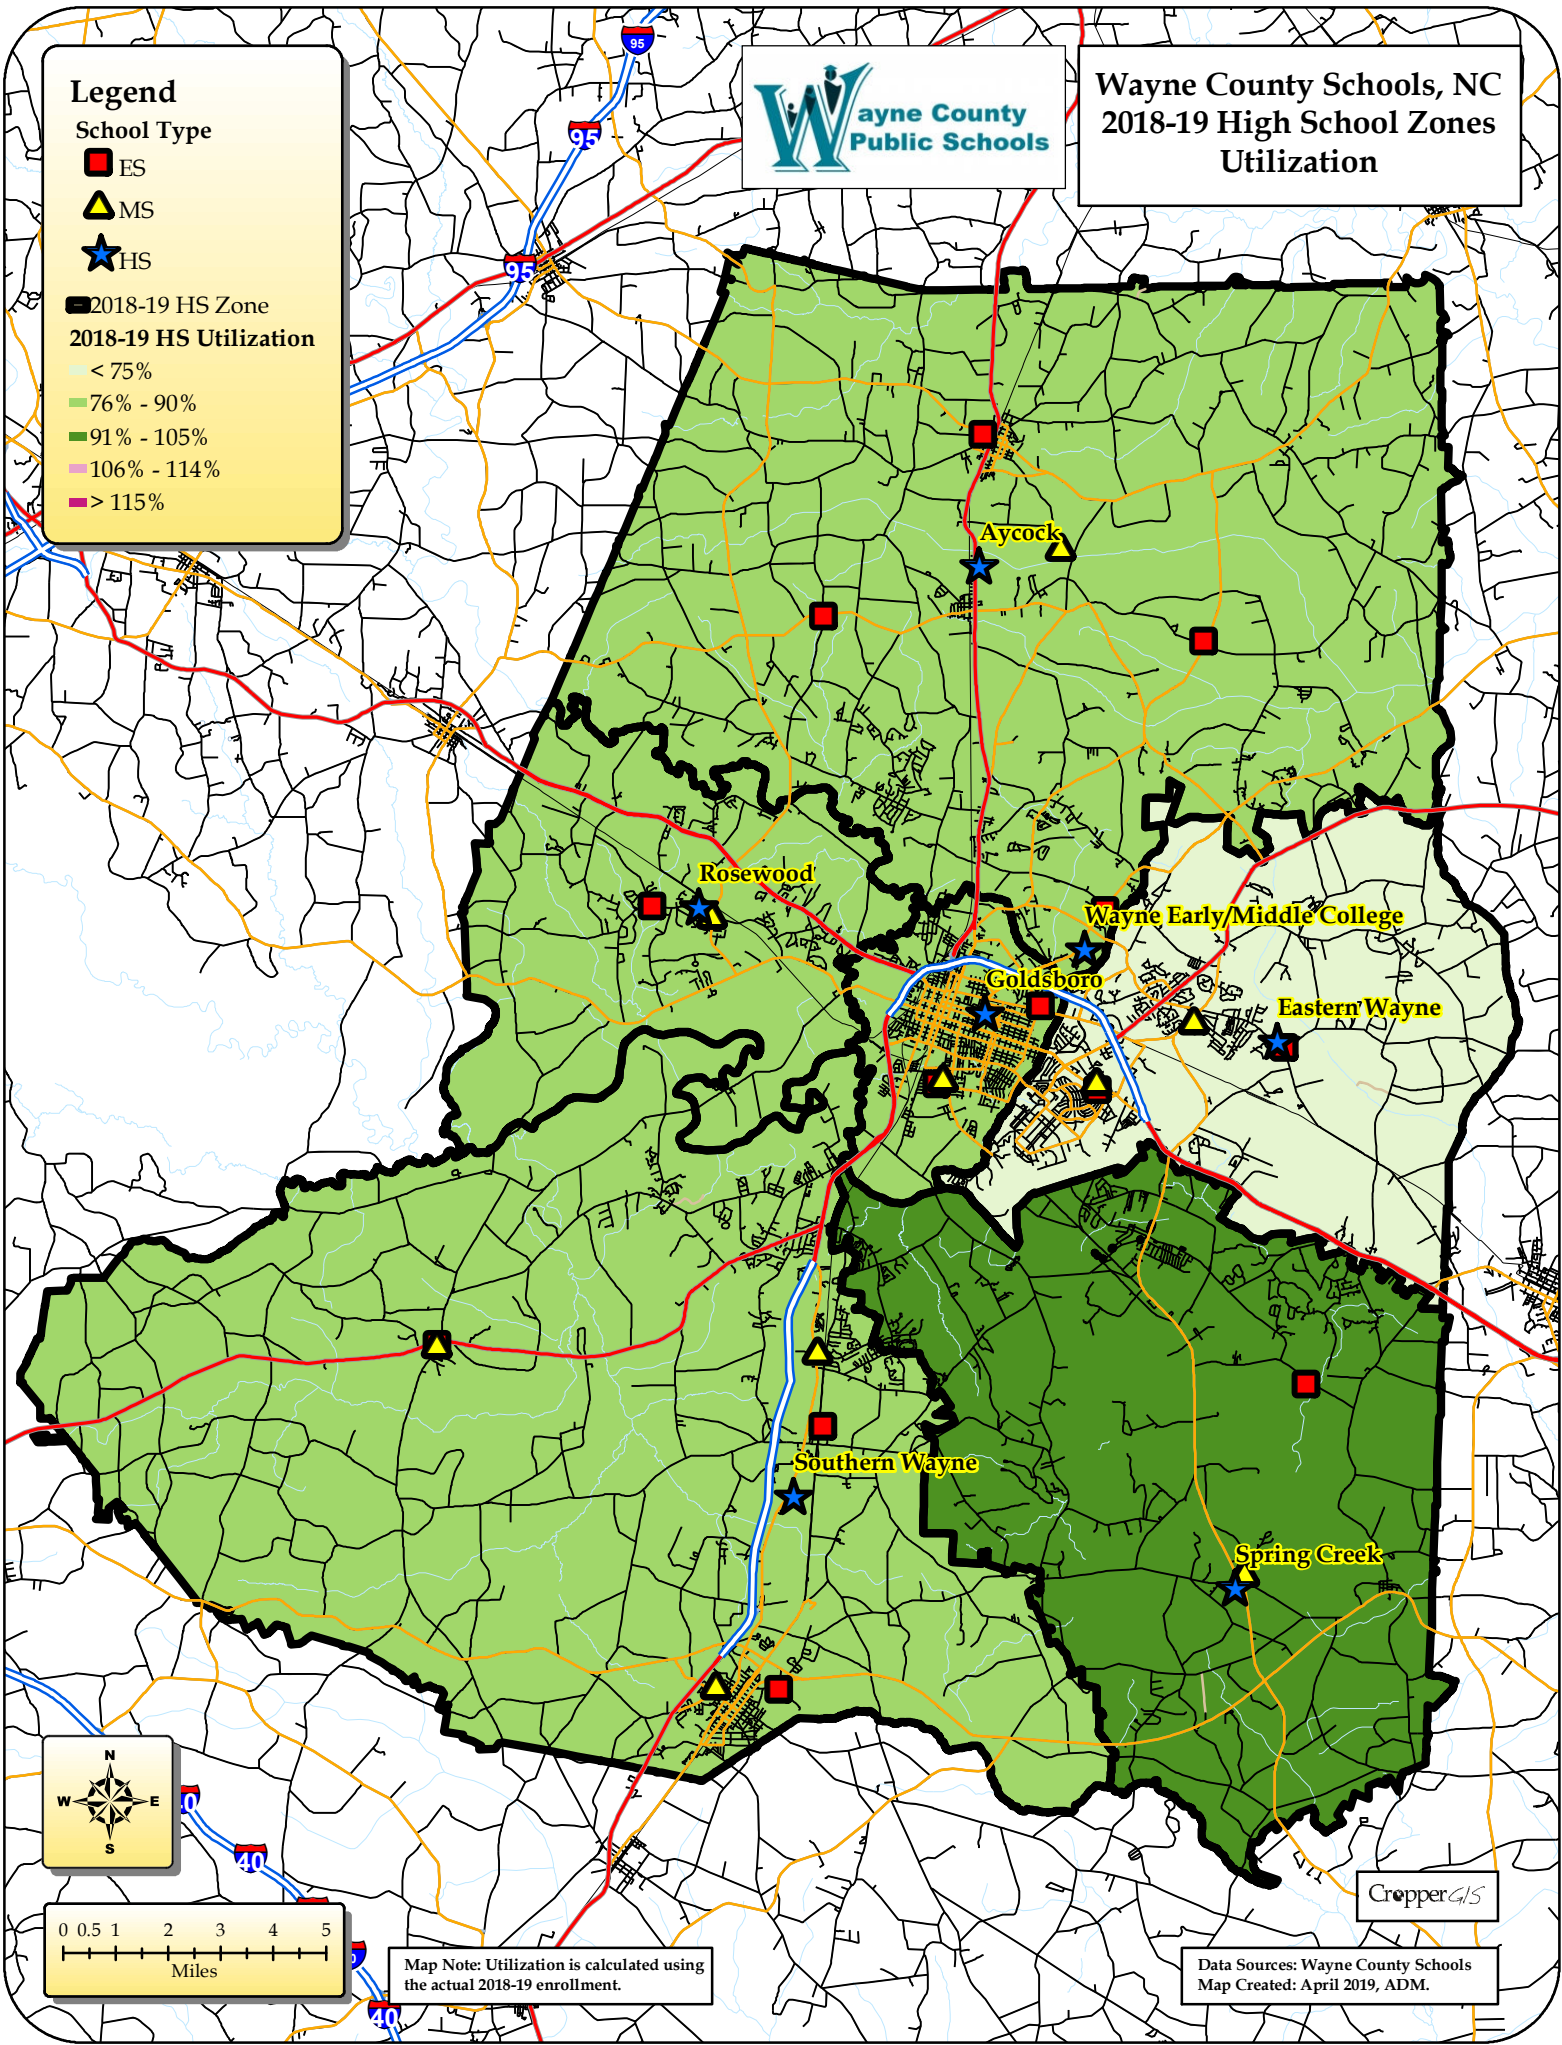 95
95
95
Legend
School Type
ES
MS
HS
2018-19 HS Zone
2018-19 HS Utilization
< 75%
76% - 90%
91% - 105%
106% - 114%
> 115%
Wayne County
Public Schools
Wayne County Schools, NC
2018-19 High School Zones
Utilization
Aycock
Rosewood
Wayne Early/Middle College
Goldsboro
Eastern Wayne
Southern Wayne
Spring Creek
N
W E
S
0
40
40
0 0.5 1 2 3 4 5
Miles
Map Note: Utilization is calculated using
the actual 2018-19 enrollment.
CropperGIS
Data Sources: Wayne County Schools
Map Created: April 2019, ADM.